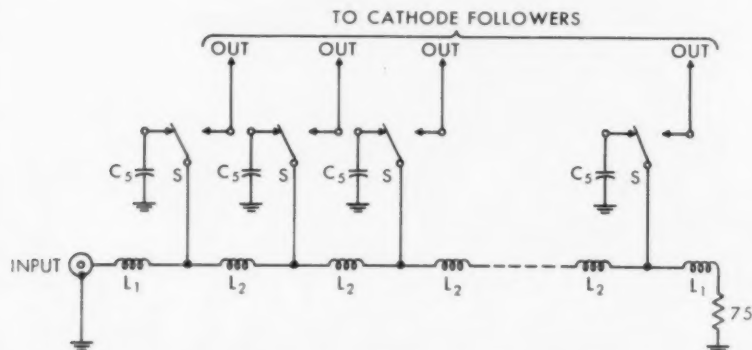 TO CATHODE FOLLOWERS
OUT OUT OUT OUT
C5 S C5 S C5 S C5 S
INPUT
L1 L2 L2 L2 L2 L1
75